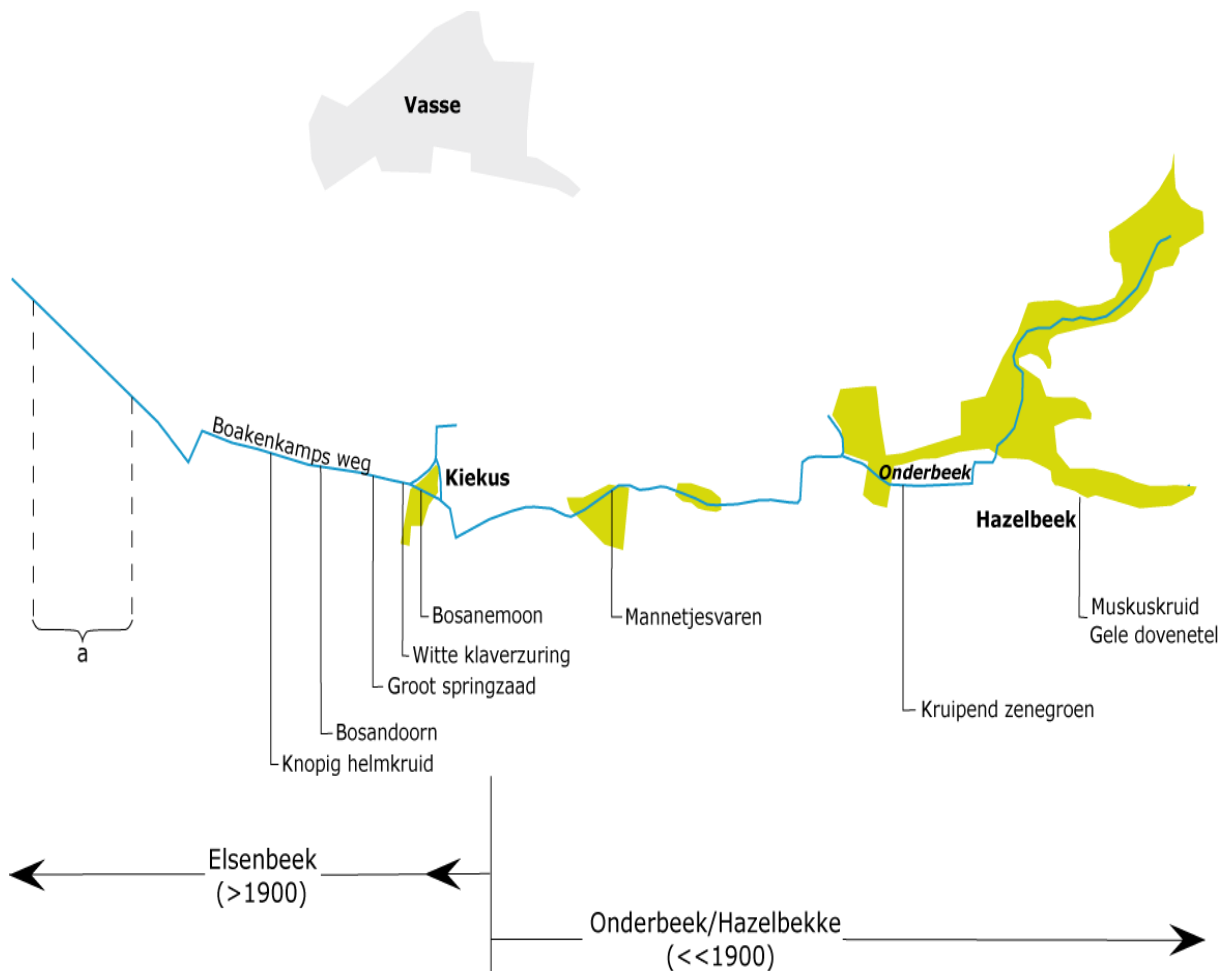 Vasse
Boakenkamps weg
Kiekus
Onderbeek
Hazelbeek
Bosanemoon
Mannetjesvaren
Muskuskruid
Gele dovenetel
a
Witte klaverzuring
Groot springzaad
Kruipend zenegroen
Bosandoorn
Knopig helmkruid
Elsenbeek
(>1900)
Onderbeek/Hazelbekke
(<<1900)